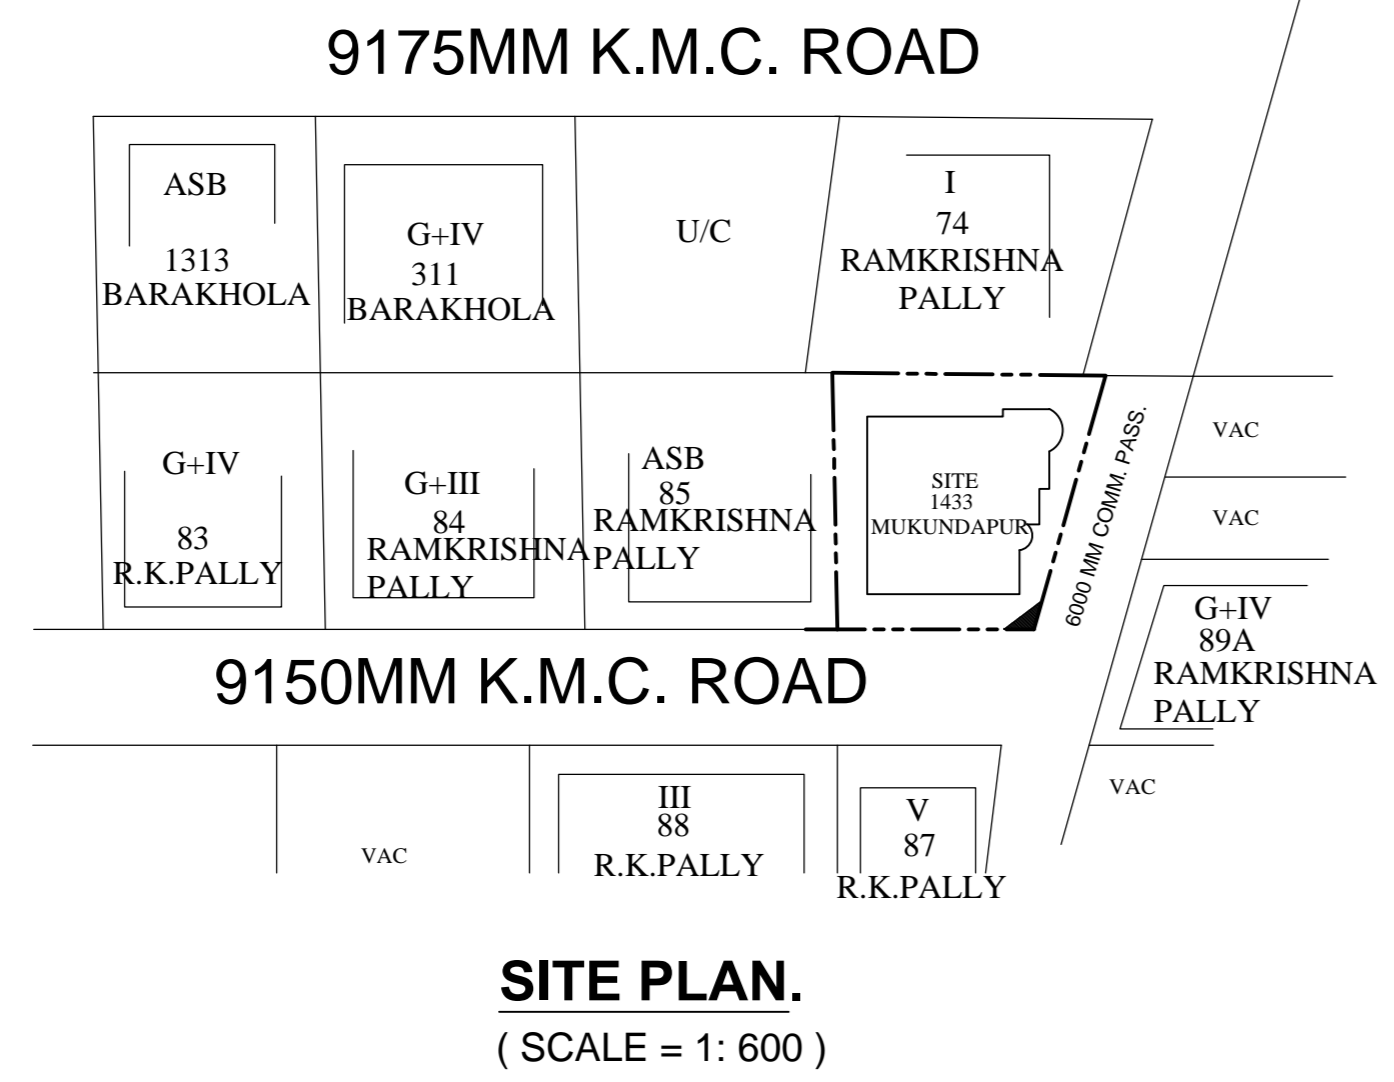 9175MM K.M.C. ROAD
ASB
1313
BARAKHOLA
G+IV
311
BARAKHOLA
U/C
I
74
RAMKRISHNA
PALLY
G+IV
83
R.K.PALLY
G+III
84
RAMKRISHNA
PALLY
ASB
85
RAMKRISHNA
PALLY
SITE
1433
MUKUNDAPUR
6000 MM COMM. PASS.
VAC
VAC
G+IV
89A
RAMKRISHNA
PALLY
9150MM K.M.C. ROAD
VAC
III
88
R.K.PALLY
V
87
R.K.PALLY
VAC
SITE PLAN.
( SCALE = 1: 600 )